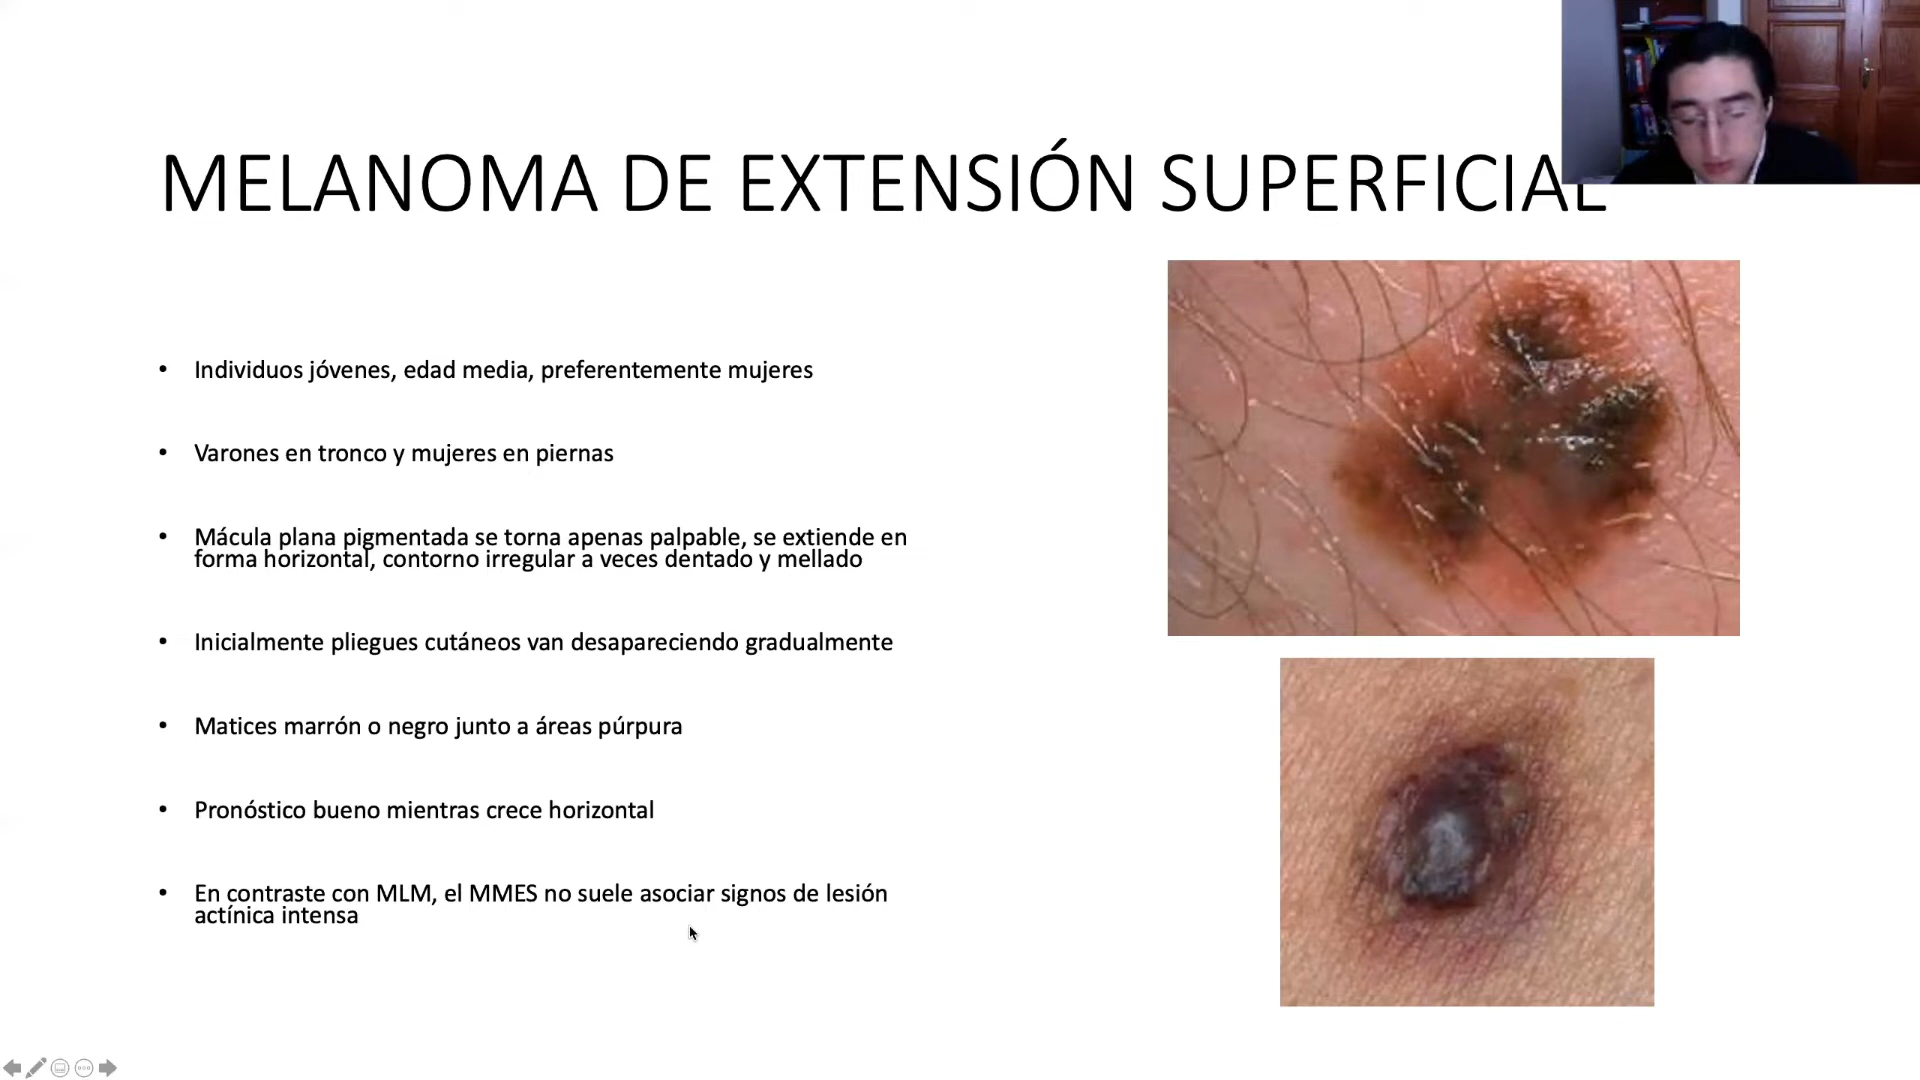 MELANOMA DE EXTENSIÓN SUPERFICIAL
• Individuos jóvenes, edad media, preferentemente mujeres
• Varones en tronco y mujeres en piernas
• Mácula plana pigmentada se torna apenas palpable, se extiende en
forma horizontal, contorno irregular a veces dentado y mellado
• Inicialmente pliegues cutáneos van desapareciendo gradualmente
• Matices marrón o negro junto a áreas púrpura
• Pronóstico bueno mientras crece horizontal
• En contraste con MLM, el MMES no suele asociar signos de lesión
actínica intensa